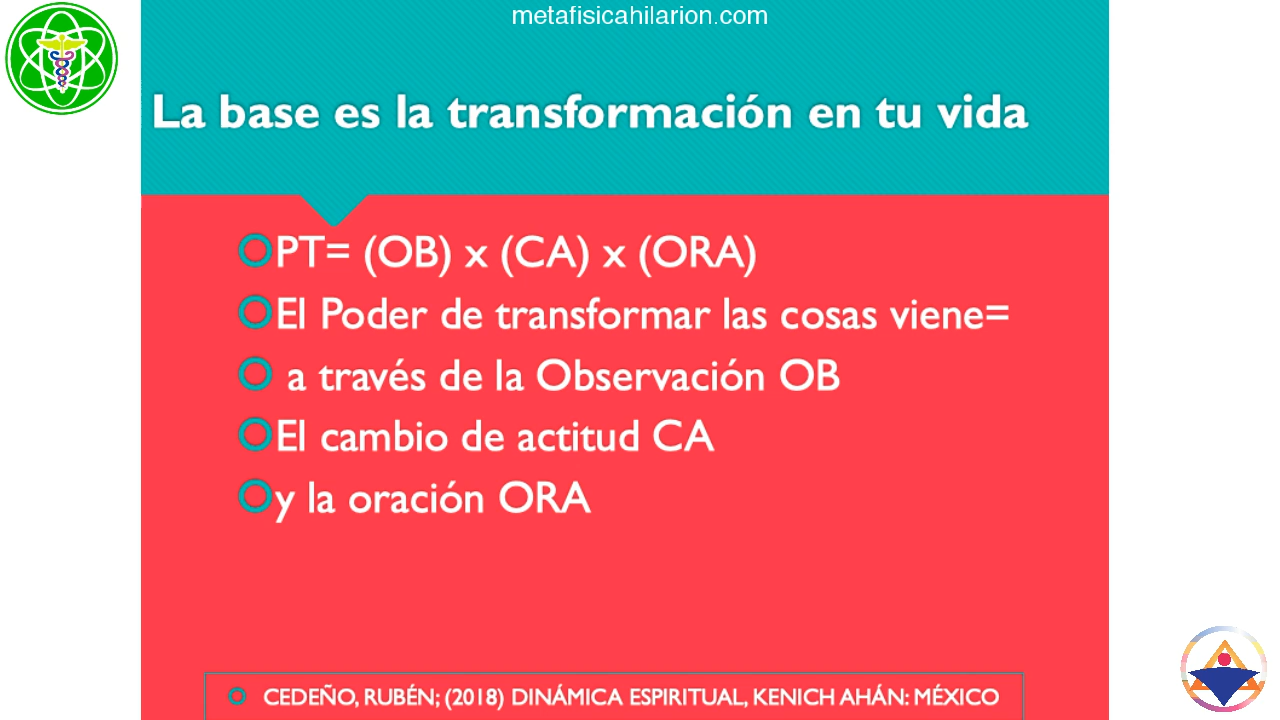 metafisicahilarion.com
La base es la transformación en tu vida
PT= (OB) x (CA) x (ORA)
El Poder de transformar las cosas viene=
a través de la Observación OB
El cambio de actitud CA
y la oración ORA
CEDEÑO, RUBÉN; (2018) DINÁMICA ESPIRITUAL, KENICH AHÁN: MÉXICO